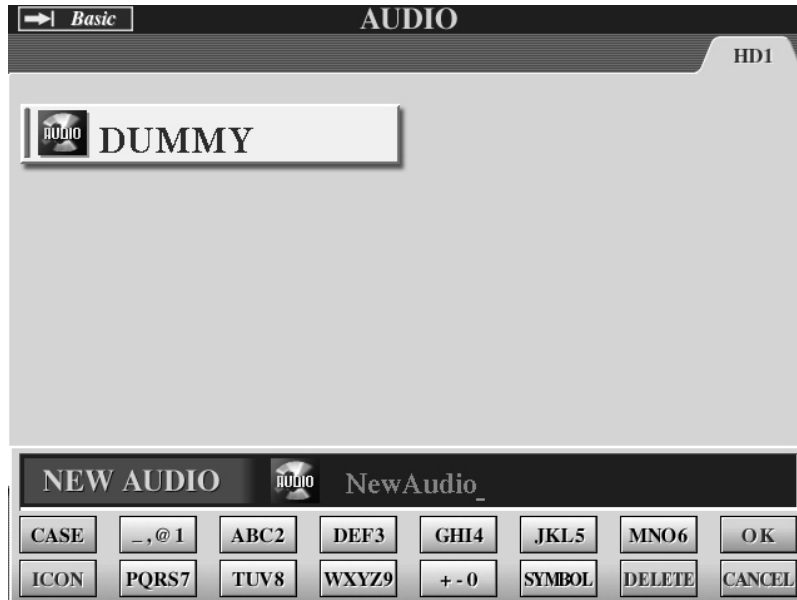 Basic AUDIO
HD1
AUDIO DUMMY
NEW AUDIO AUDIO NewAudio_
CASE _,@1 ABC2 DEF3 GHI4 JKL5 MNO6 OK
ICON PQRS7 TUV8 WXYZ9 +-0 SYMBOL DELETE CANCEL